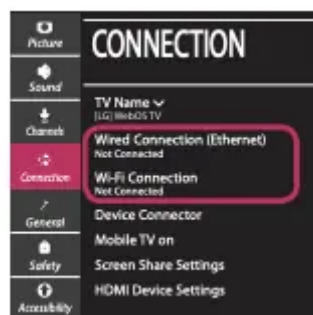 Picture
Sound
Channels
Connection
General
Safety
Accessibility
CONNECTION
TV Name
[LG] WebOS TV
Wired Connection (Ethernet)
Not Connected
Wi-Fi Connection
Not Connected
Device Connector
Mobile TV on
Screen Share Settings
HDMI Device Settings